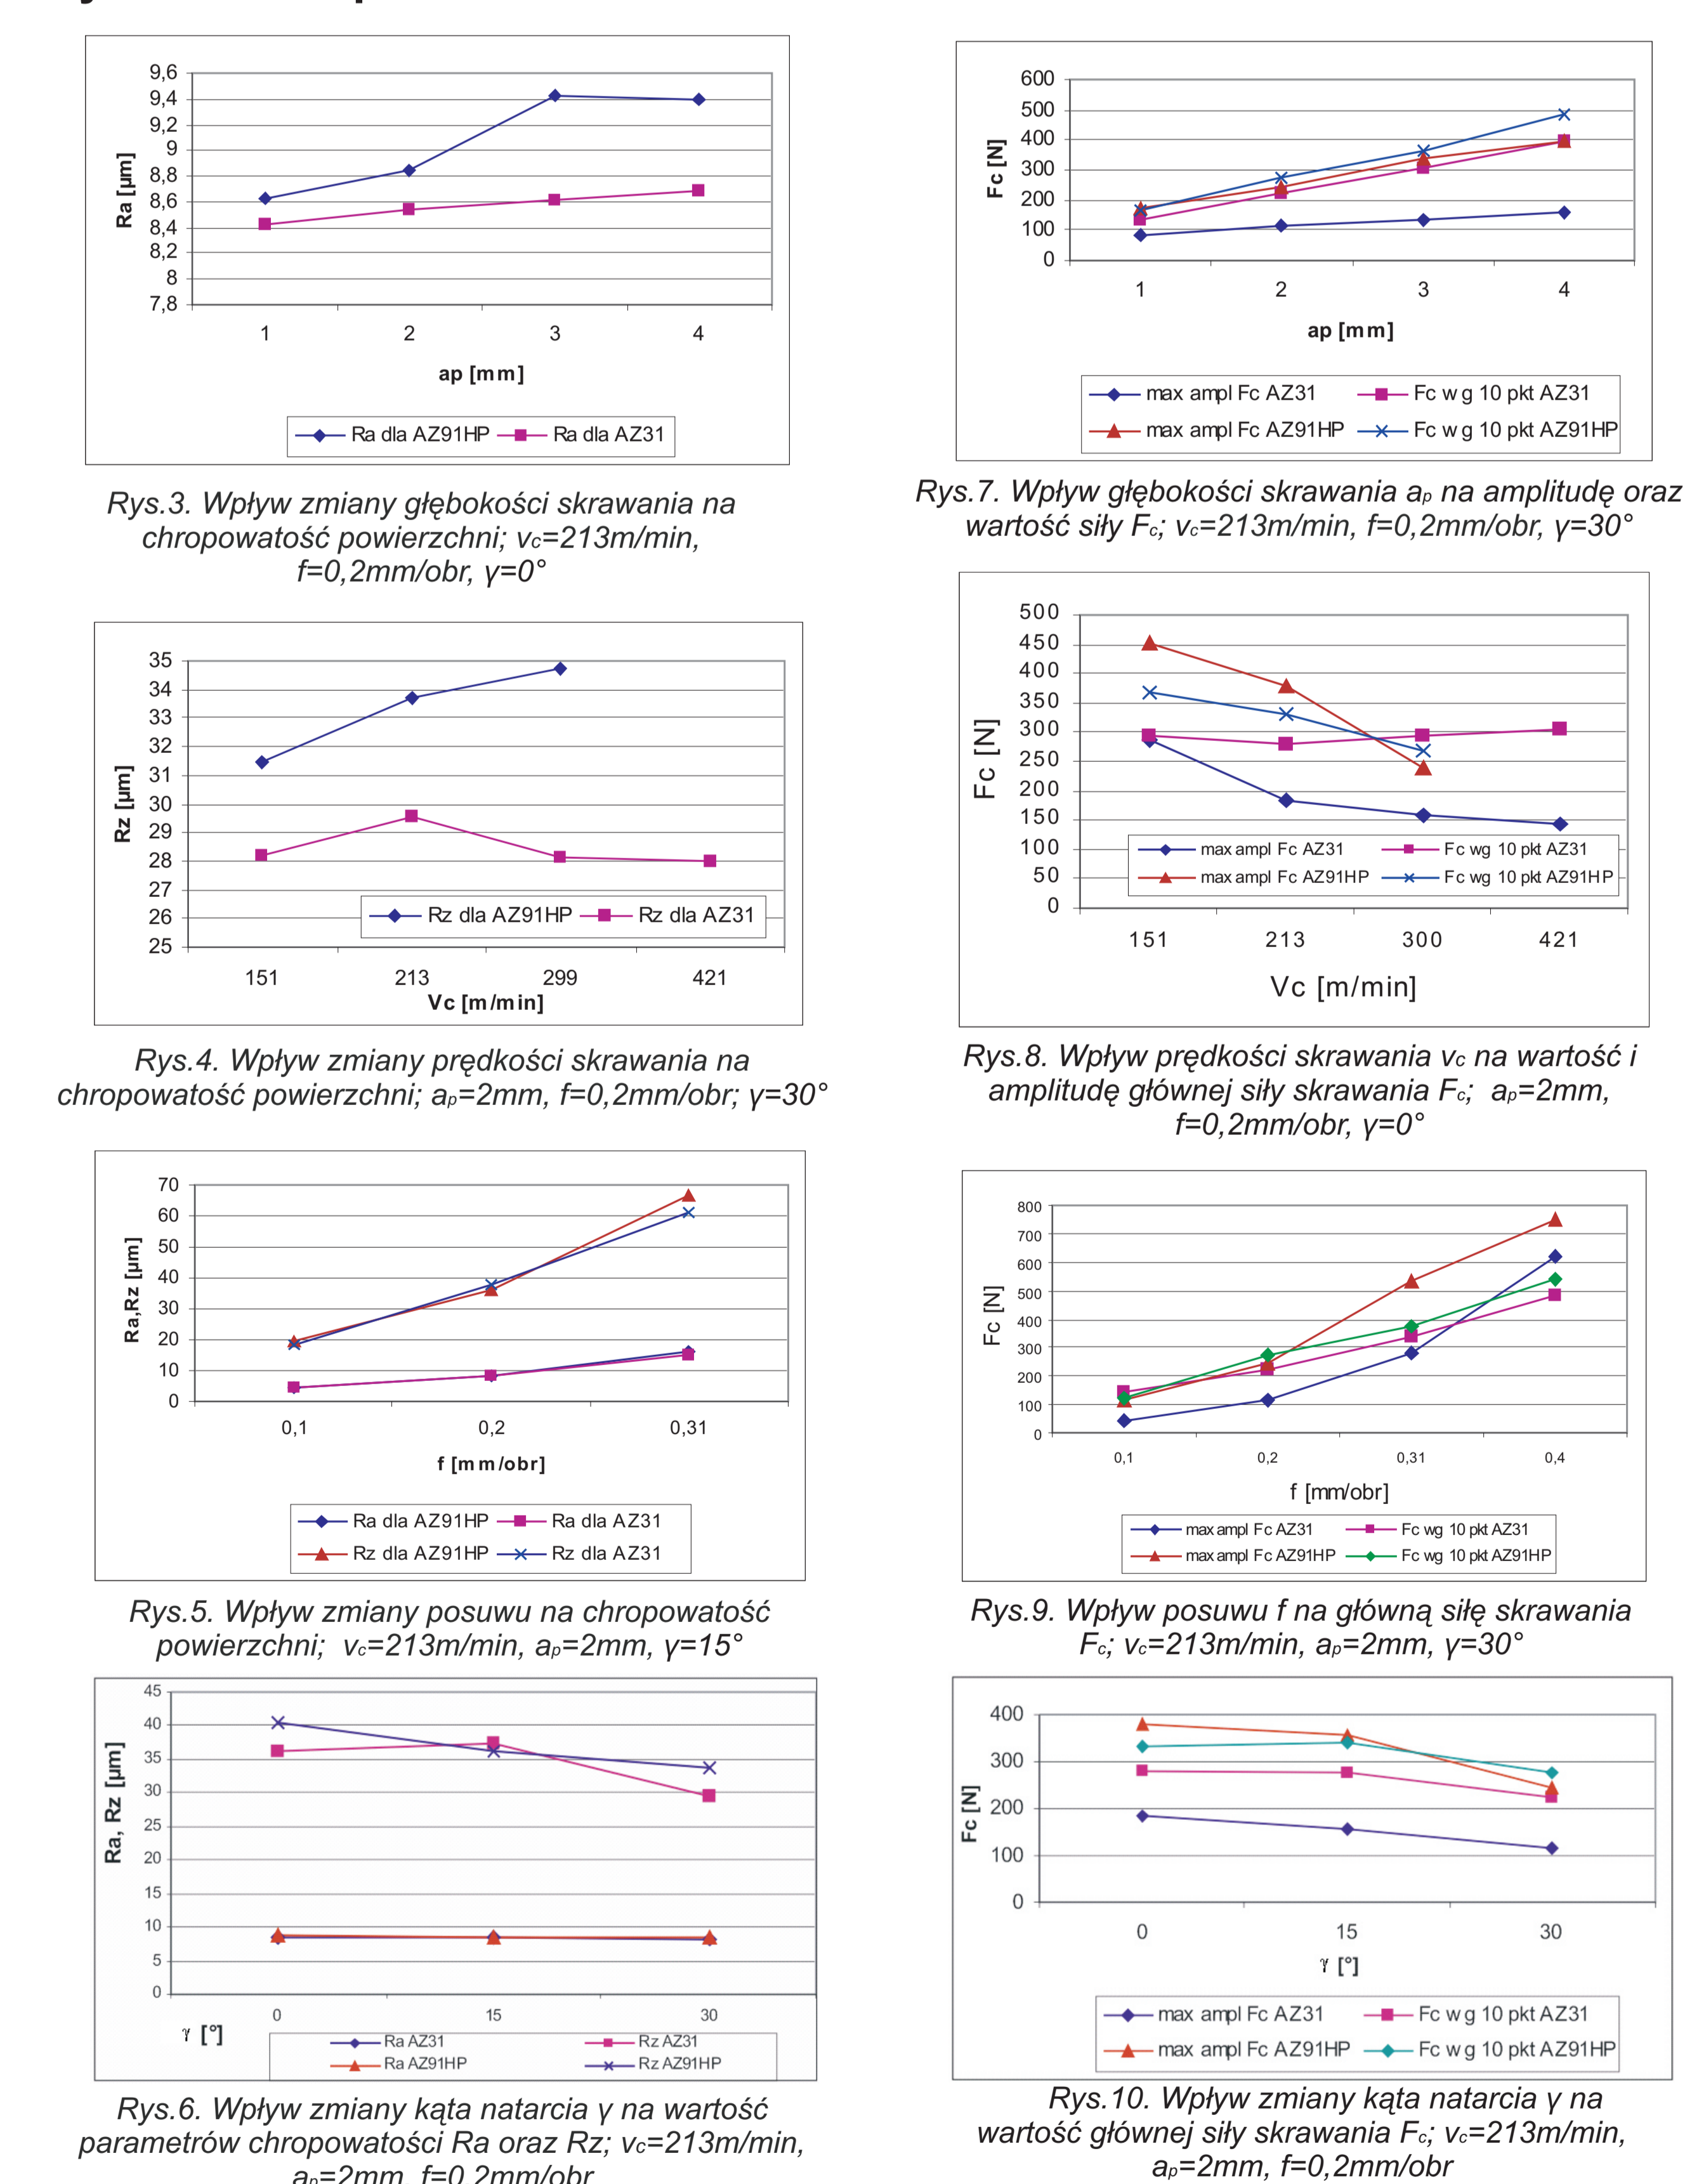 9,6
9,4
9,2
9
8,8
8,6
8,4
8,2
8
7,8
Ra [µm]
1 2 3 4
ap [mm]
Ra dla AZ91HP Ra dla AZ31
Rys.3. Wpływ zmiany głębokości skrawania na
chropowatość powierzchni; vc=213m/min,
f=0,2mm/obr, γ=0°
35
34
33
32
31
30
29
28
27
26
25
Rz [µm]
Rz dla AZ91HP Rz dla AZ31
151 213 299 421
Vc [m/min]
Rys.4. Wpływ zmiany prędkości skrawania na
chropowatość powierzchni; ap=2mm, f=0,2mm/obr; γ=30°
70
60
50
40
30
20
10
0
Ra,Rz [µm]
0,1 0,2 0,31
f [mm/obr]
Ra dla AZ91HP Ra dla AZ31
Rz dla AZ91HP Rz dla AZ31
Rys.5. Wpływ zmiany posuwu na chropowatość
powierzchni; vc=213m/min, ap=2mm, γ=15°
45
40
35
30
25
20
15
10
5
0
Ra, Rz [µm]
0 15 30
γ [°]
Ra AZ31 Rz AZ31
Ra AZ91HP Rz AZ91HP
Rys.6. Wpływ zmiany kąta natarcia γ na wartość
parametrów chropowatości Ra oraz Rz; vc=213m/min,
ap=2mm, f=0,2mm/obr
600
500
400
300
200
100
0
Fc [N]
1 2 3 4
ap [mm]
max ampl Fc AZ31 Fc w g 10 pkt AZ31
max ampl Fc AZ91HP Fc w g 10 pkt AZ91HP
Rys.7. Wpływ głębokości skrawania ap na amplitudę oraz
wartość siły Fc; vc=213m/min, f=0,2mm/obr, γ=30°
500
450
400
350
300
250
200
150
100
50
0
Fc [N]
max ampl Fc AZ31 Fc wg 10 pkt AZ31
max ampl Fc AZ91HP Fc wg 10 pkt AZ91HP
151 213 300 421
Vc [m/min]
Rys.8. Wpływ prędkości skrawania vc na wartość i
amplitudę głównej siły skrawania Fc; ap=2mm,
f=0,2mm/obr, γ=0°
800
700
600
500
400
300
200
100
0
Fc [N]
0,1 0,2 0,31 0,4
f [mm/obr]
max ampl Fc AZ31 Fc wg 10 pkt AZ31
max ampl Fc AZ91HP Fc wg 10 pkt AZ91HP
Rys.9. Wpływ posuwu f na główną siłę skrawania
Fc; vc=213m/min, ap=2mm, γ=30°
400
300
200
100
0
Fc [N]
0 15 30
γ [°]
max ampl Fc AZ31 Fc w g 10 pkt AZ31
max ampl Fc AZ91HP Fc w g 10 pkt AZ91HP
Rys.10. Wpływ zmiany kąta natarcia γ na
wartość głównej siły skrawania Fc; vc=213m/min,
ap=2mm, f=0,2mm/obr